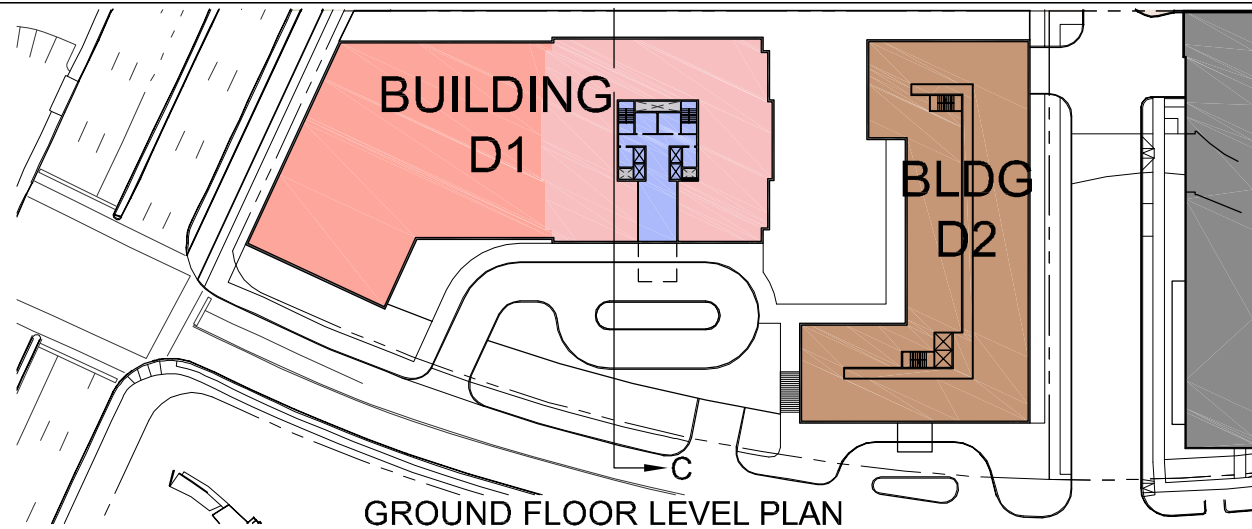 BUILDING
D1
BLDG
D2
C
GROUND FLOOR LEVEL PLAN